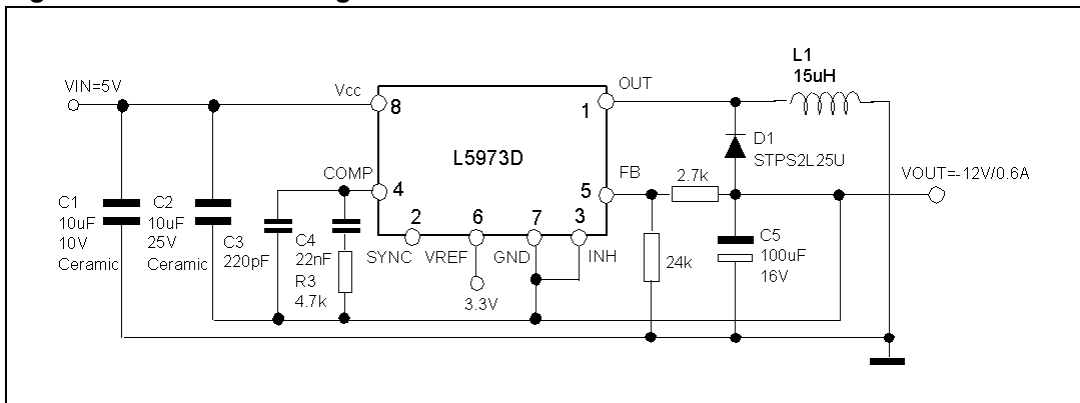 L1
15uH
VIN=5V
Vcc
8
OUT
1
L5973D
D1
STPS2L25U
COMP
4
FB
5
2.7k
VOUT=-12V/0.6A
C1
10uF
10V
Ceramic
C2
10uF
25V
Ceramic
C3
220pF
C4
22nF
R3
4.7k
2
SYNC
6
VREF
3.3V
7
GND
3
INH
24k
C5
100uF
16V